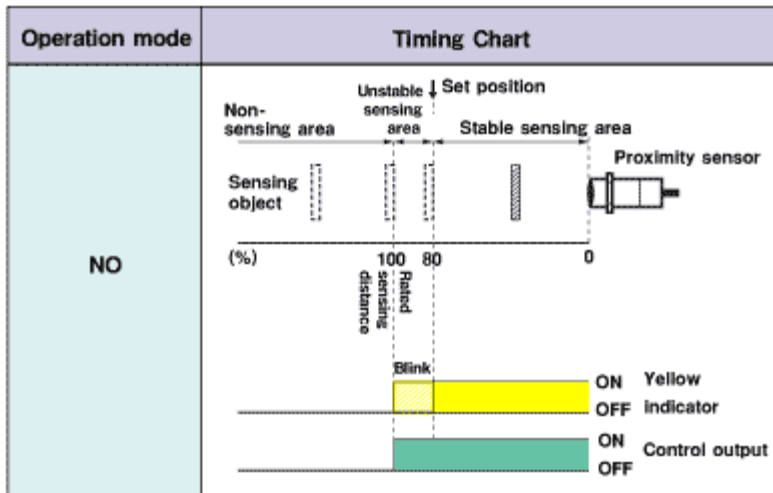 Operation mode
Timing Chart
NO
Unstable
sensing
area
Set position
Non-
sensing area
Stable sensing area
Proximity sensor
Sensing
object
(%)
100
80
0
Rated
sensing
distance
Blink
ON
OFF
Yellow
indicator
ON
OFF
Control output